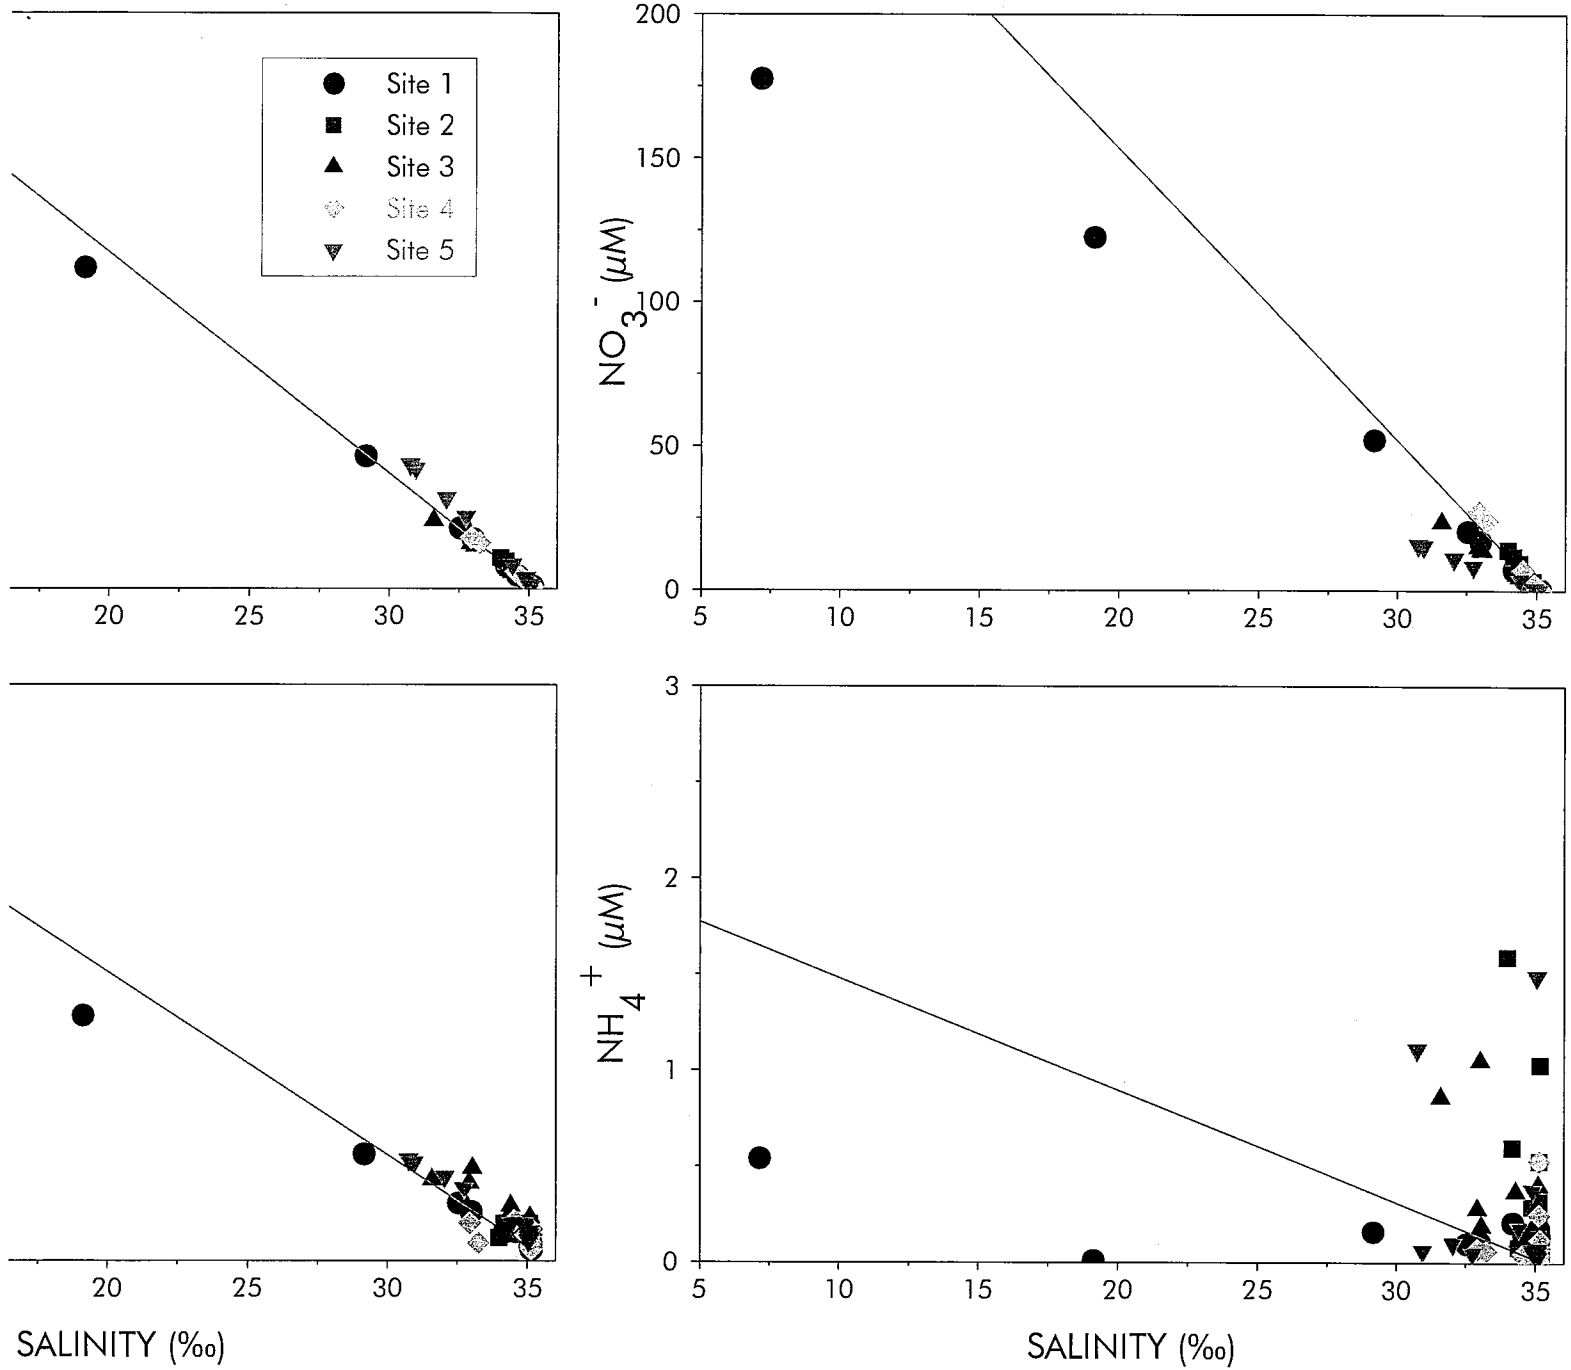 Site 1
Site 2
Site 3
Site 4
Site 5
20 25 30 35
200
150
100
50
0
NO3- (µM)
5 10 15 20 25 30 35
20 25 30 35
SALINITY (‰)
3
2
1
0
NH4+ (µM)
5 10 15 20 25 30 35
SALINITY (‰)